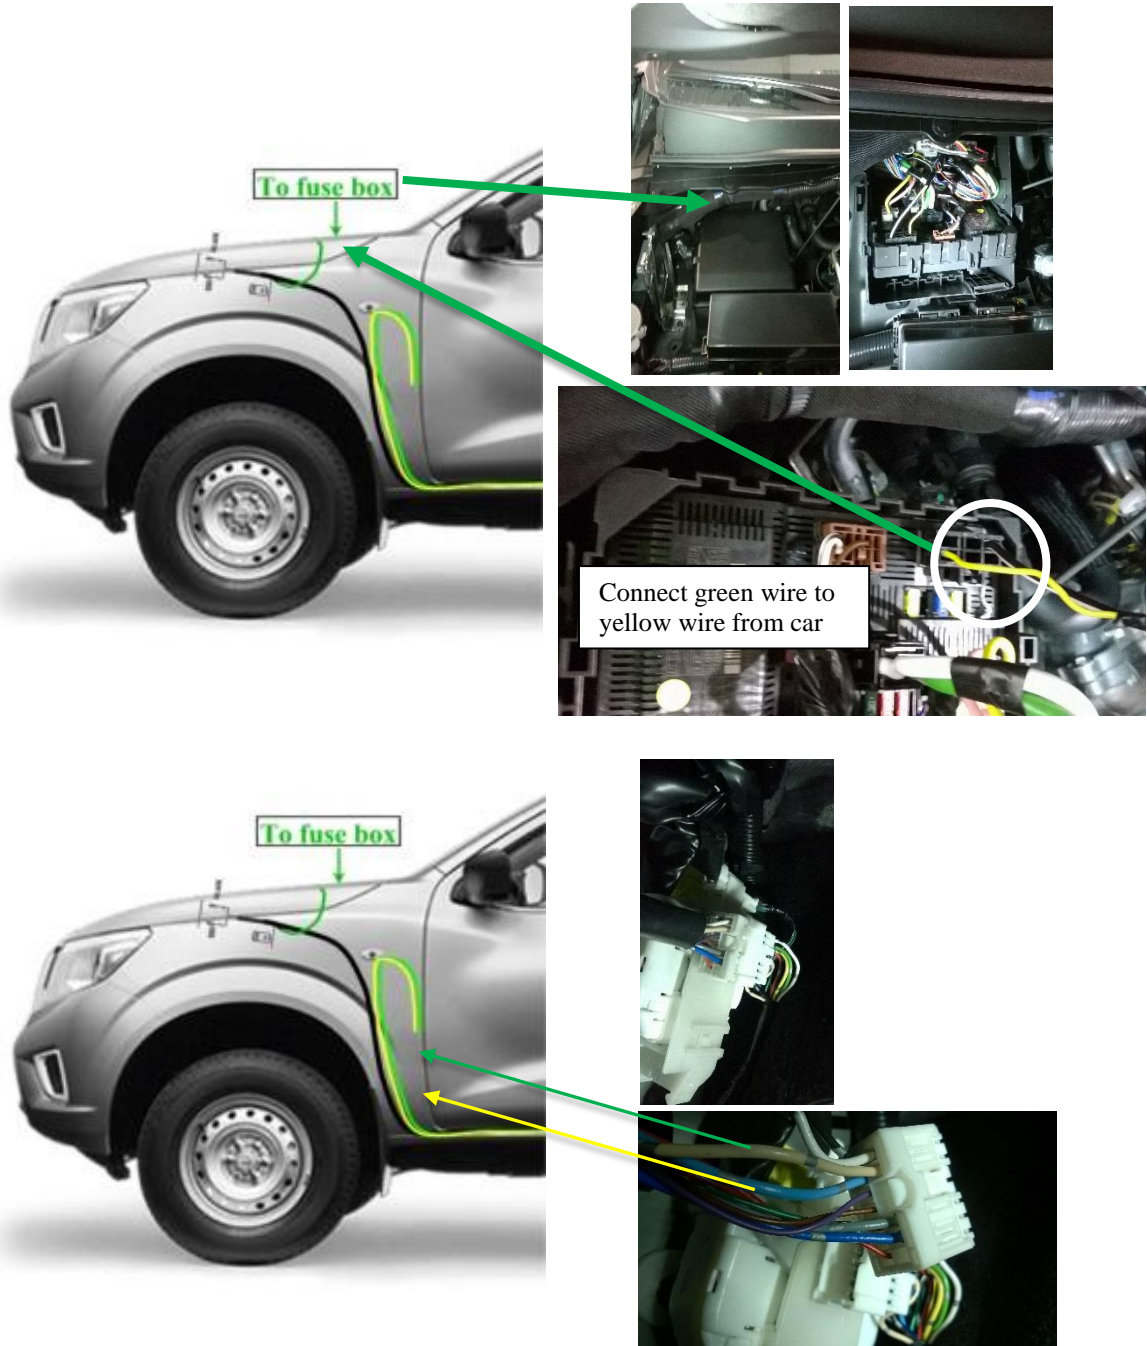 To fuse box
Connect green wire to
yellow wire from car
To fuse box